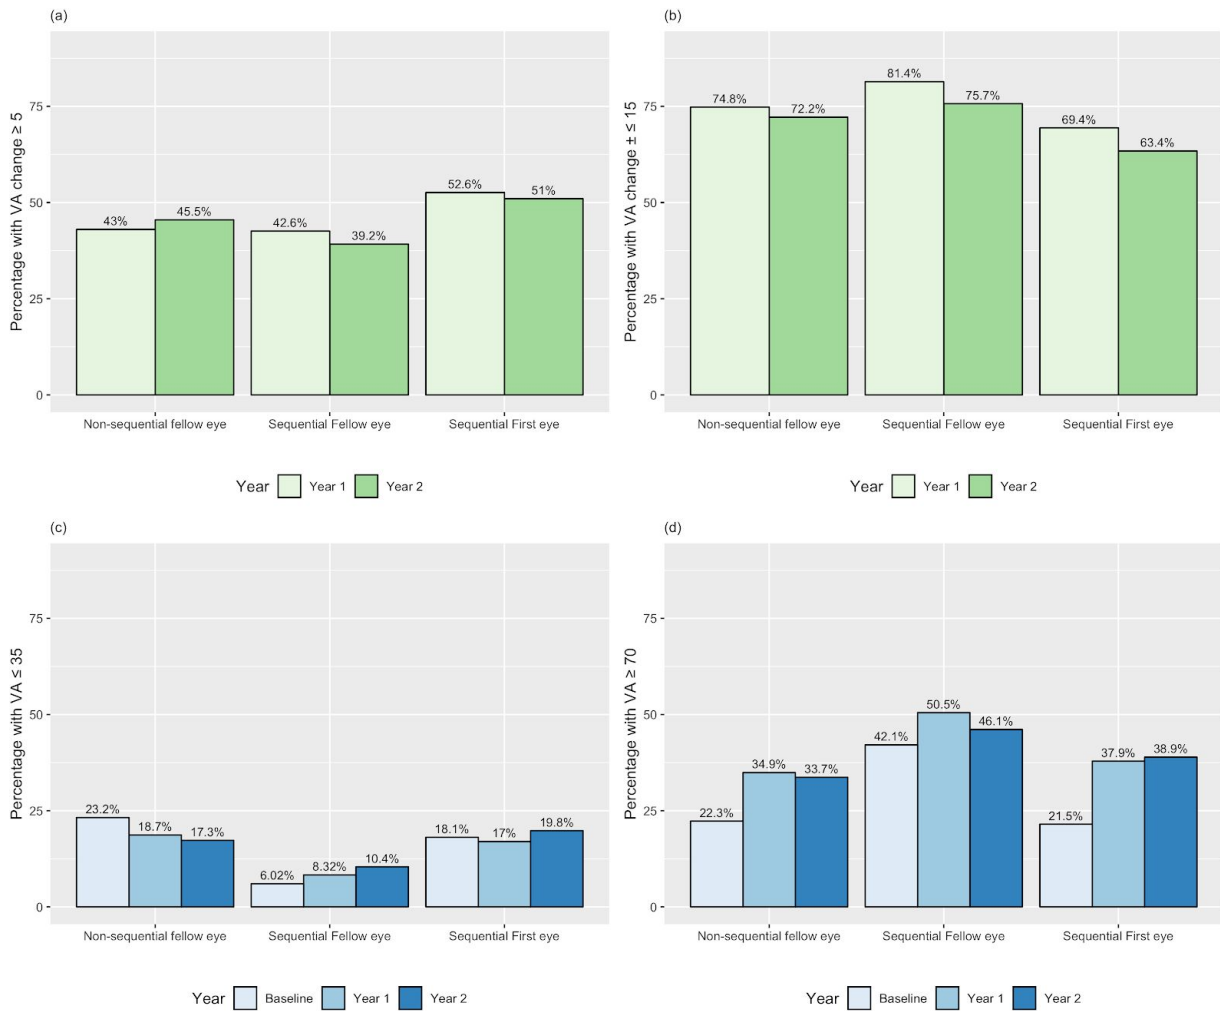 (a)
Percentage with VA change ≥ 5
75
50
25
0
43%
45.5%
42.6%
39.2%
52.6%
51%
Non-sequential fellow eye
Sequential Fellow eye
Sequential First eye
Year
Year 1
Year 2
(b)
Percentage with VA change ± ≤ 15
75
50
25
0
74.8%
72.2%
81.4%
75.7%
69.4%
63.4%
Non-sequential fellow eye
Sequential Fellow eye
Sequential First eye
Year
Year 1
Year 2
(c)
Percentage with VA ≤ 35
75
50
25
0
23.2%
18.7%
17.3%
6.02%
8.32%
10.4%
18.1%
17%
19.8%
Non-sequential fellow eye
Sequential Fellow eye
Sequential First eye
Year
Baseline
Year 1
Year 2
(d)
Percentage with VA ≥ 70
75
50
25
0
22.3%
34.9%
33.7%
42.1%
50.5%
46.1%
21.5%
37.9%
38.9%
Non-sequential fellow eye
Sequential Fellow eye
Sequential First eye
Year
Baseline
Year 1
Year 2